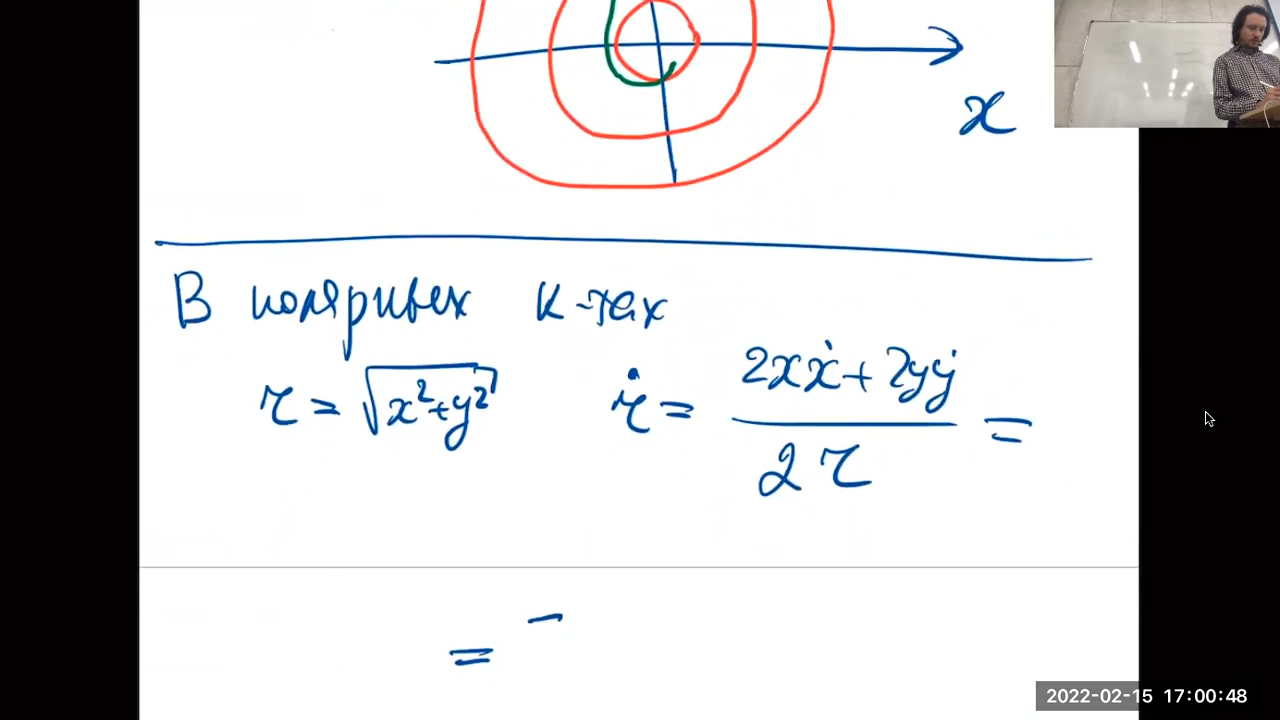 x
В полярных к-тах
r = √(x²+y²) ṙ = (2xẋ + 2yẏ) / (2r) =
= −
2022-02-15 17:00:48